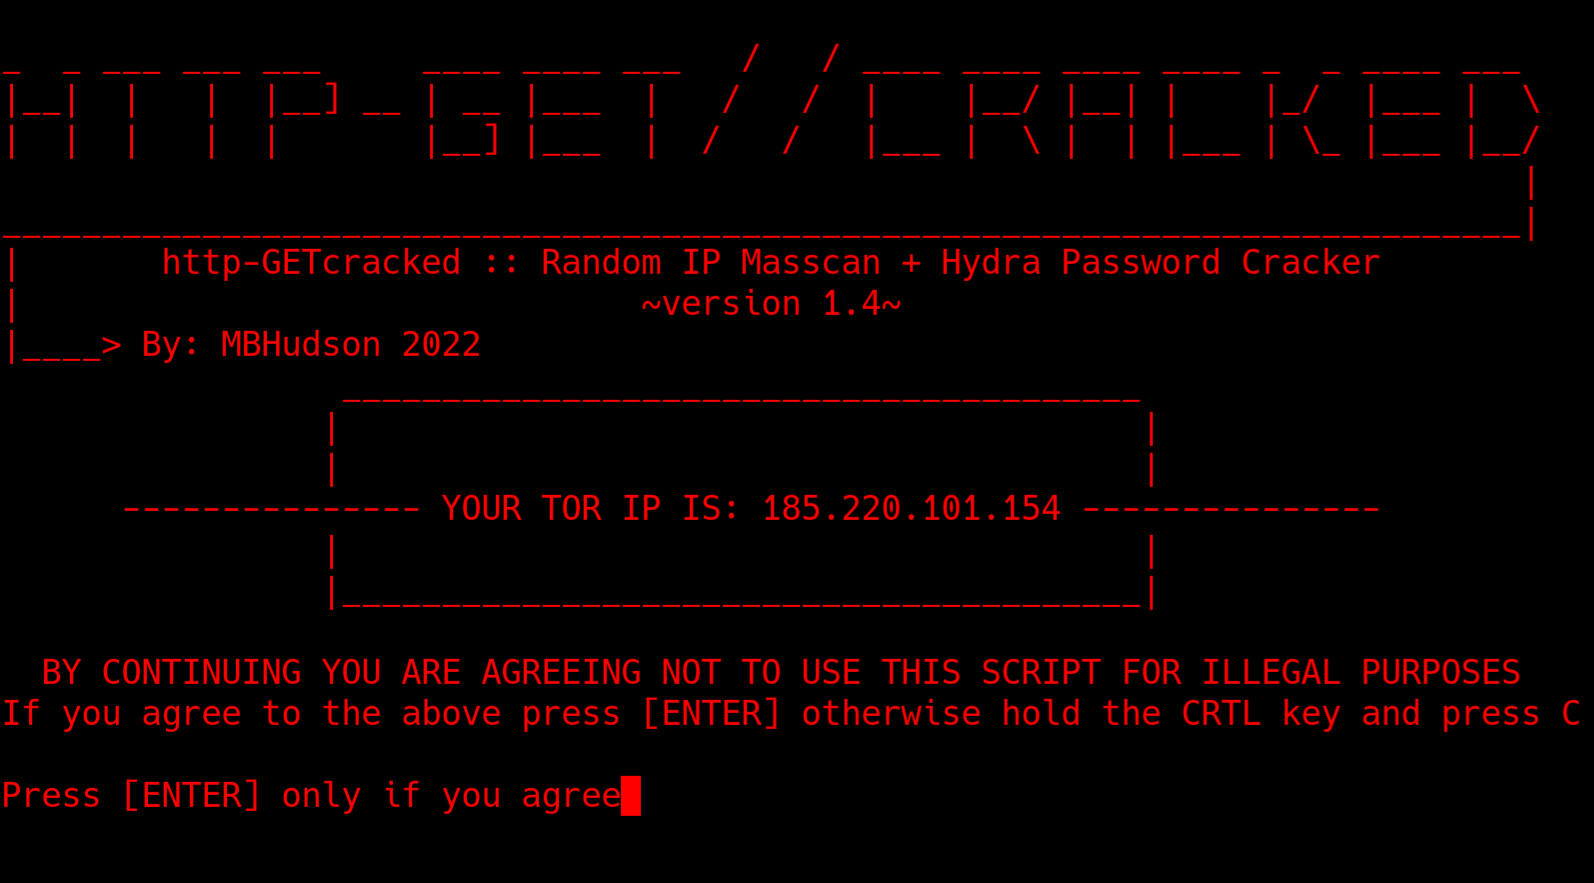 HTTP-GET//CRACKED
http-GETcracked :: Random IP Masscan + Hydra Password Cracker
~version 1.4~
|____> By: MBHudson 2022
--------------- YOUR TOR IP IS: 185.220.101.154 ---------------
BY CONTINUING YOU ARE AGREEING NOT TO USE THIS SCRIPT FOR ILLEGAL PURPOSES
If you agree to the above press [ENTER] otherwise hold the CRTL key and press C
Press [ENTER] only if you agree